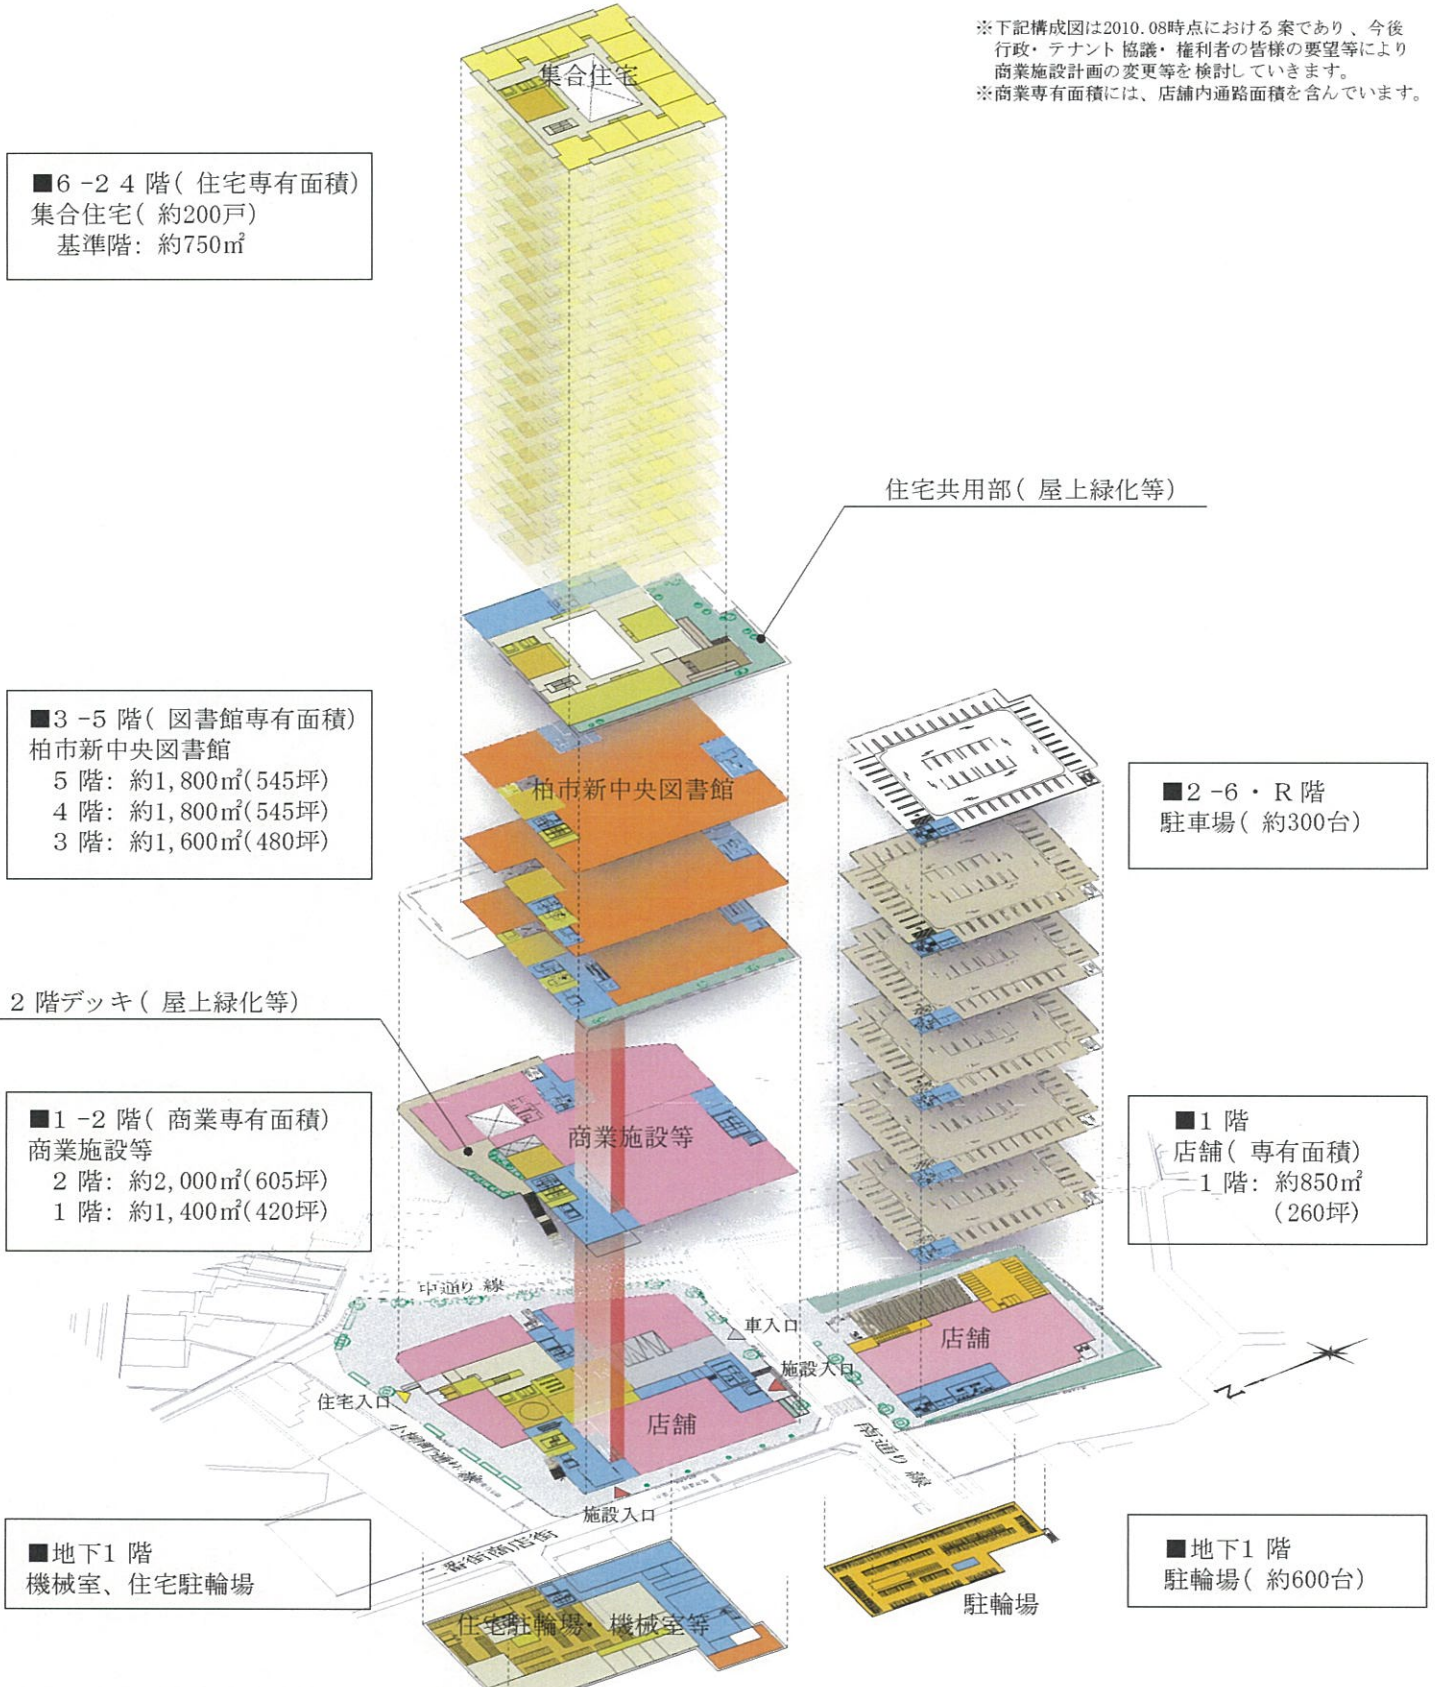 ※下記構成図は2010.08時点における案であり、今後
行政・テナント協議・権利者の皆様の要望等により
商業施設計画の変更等を検討していきます。
※商業専有面積には、店舗内通路面積を含んでいます。
集合住宅
■6-24階(住宅専有面積)
集合住宅(約200戸)
基準階:約750㎡
住宅共用部(屋上緑化等)
■3-5階(図書館専有面積)
柏市新中央図書館
5階:約1,800㎡(545坪)
4階:約1,800㎡(545坪)
3階:約1,600㎡(480坪)
柏市新中央図書館
■2-6・R階
駐車場(約300台)
2階デッキ(屋上緑化等)
■1-2階(商業専有面積)
商業施設等
2階:約2,000㎡(605坪)
1階:約1,400㎡(420坪)
商業施設等
■1階
店舗(専有面積)
1階:約850㎡
(260坪)
中通り線
車入口
店舗
施設入口
住宅入口
店舗
N
小柳町通り線
南通り線
施設入口
二番街商店街
■地下1階
機械室、住宅駐輪場
住宅駐輪場・機械室等
駐輪場
■地下1階
駐輪場(約600台)